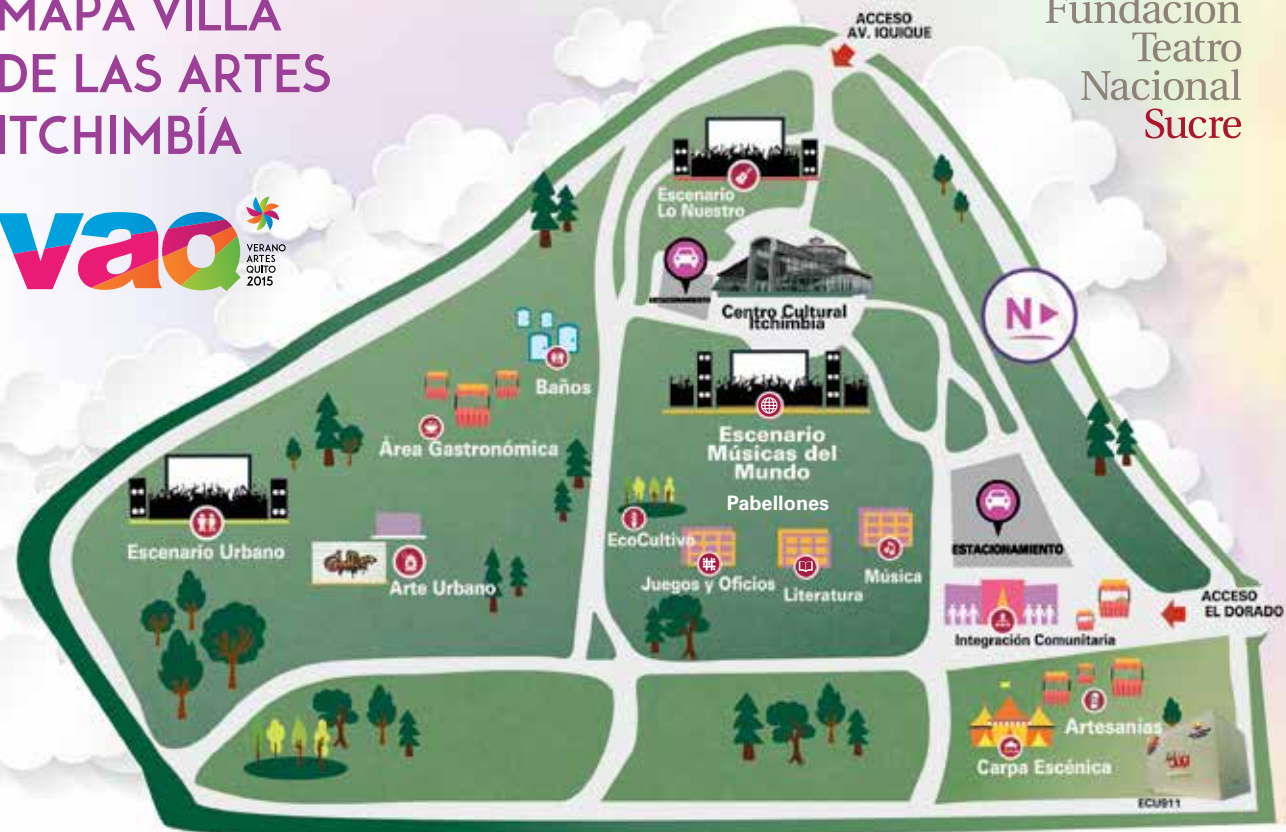 MAPA VILLA
DE LAS ARTES
ITCHIMBÍA
vaq
VERANO
ARTES
QUITO
2015
Fundación
Teatro
Nacional
Sucre
ACCESO
AV. IQUIQUE
Escenario
Lo Nuestro
ESTACIONAMIENTO
Centro Cultural
Itchimbía
N
Baños
Área Gastronómica
Escenario
Músicas del
Mundo
Pabellones
Escenario Urbano
Arte Urbano
EcoCultivo
Juegos y Oficios
Literatura
Música
ESTACIONAMIENTO
ACCESO
EL DORADO
Integración Comunitaria
Artesanías
Carpa Escénica
ECU911